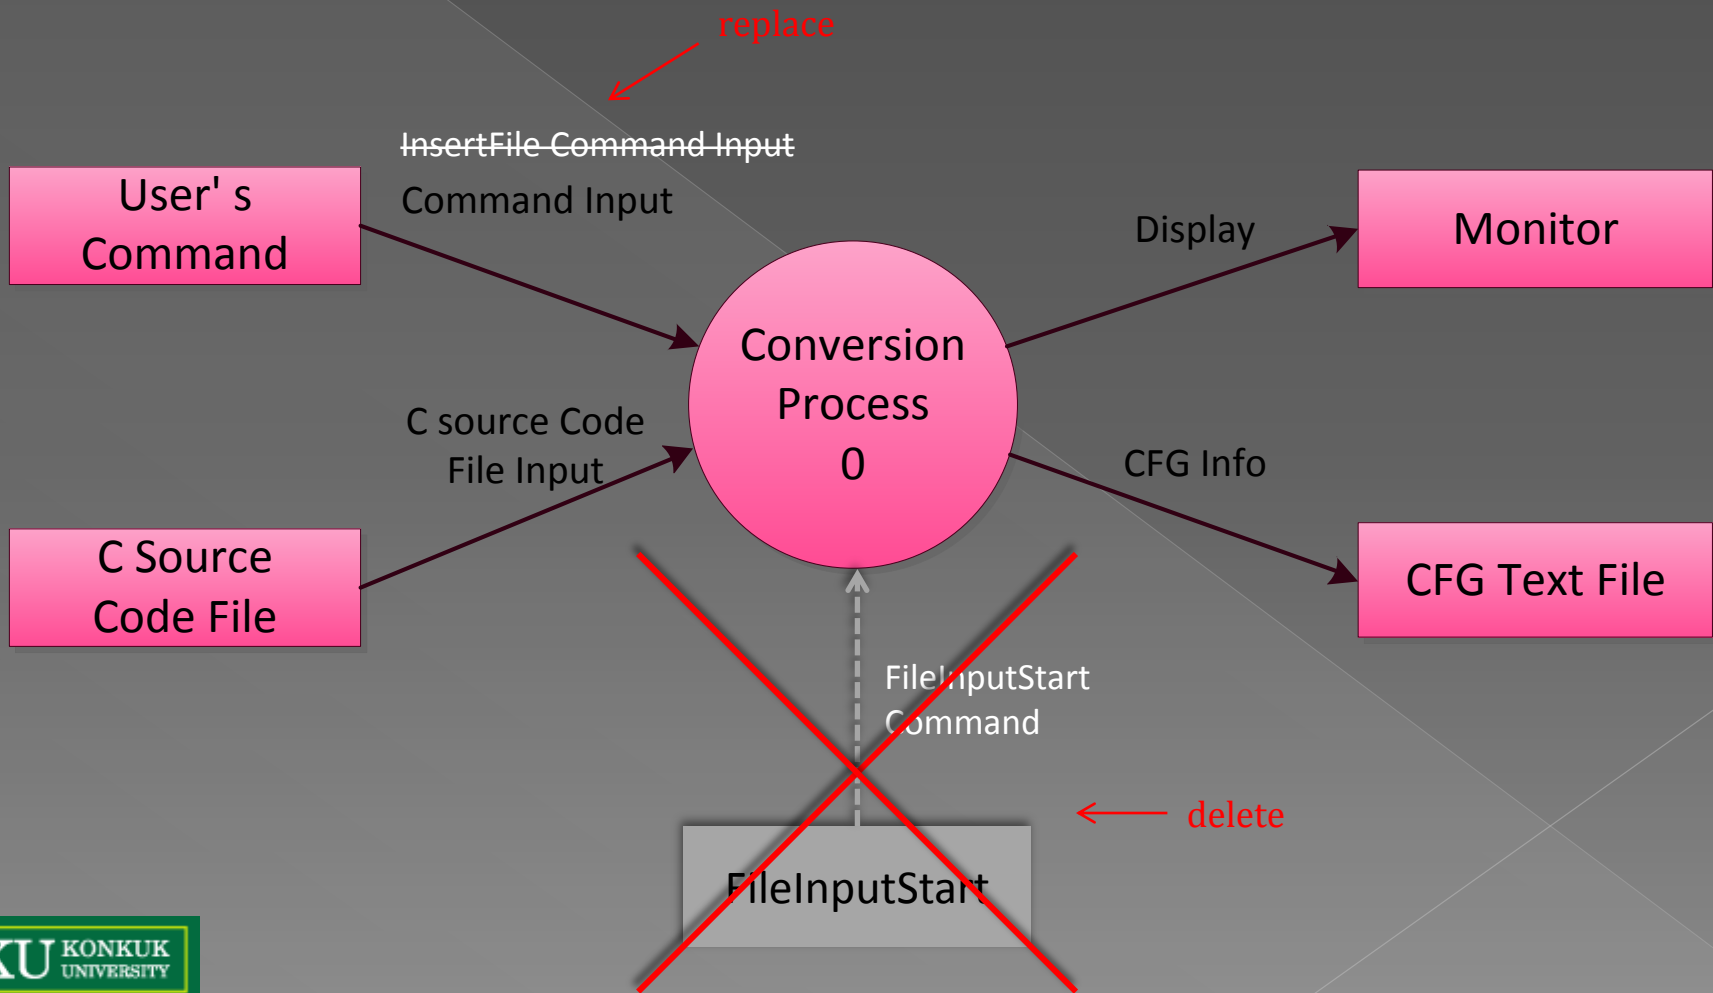 replace
InsertFile Command Input
Command Input
User' s
Command
Display
Monitor
Conversion
Process
0
C source Code
File Input
CFG Info
C Source
Code File
CFG Text File
FileInputStart
Command
delete
FileInputStart
KU KONKUK
UNIVERSITY